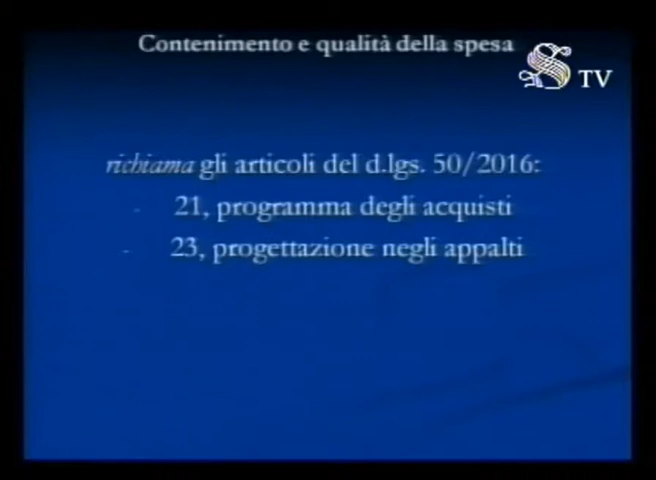 Contenimento e qualità della spesa
S TV
richiama gli articoli del d.lgs. 50/2016:
- 21, programma degli acquisti
- 23, progettazione negli appalti